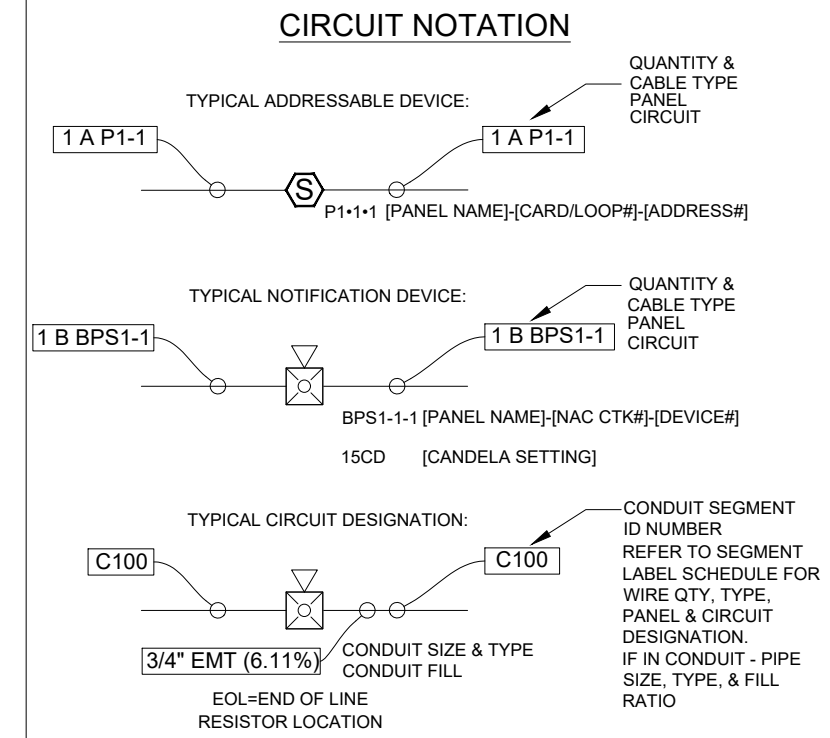 CIRCUIT NOTATION
TYPICAL ADDRESSABLE DEVICE:
QUANTITY &
CABLE TYPE
PANEL
CIRCUIT
1 A P1-1
1 A P1-1
S
P1•1•1 [PANEL NAME]-[CARD/LOOP#]-[ADDRESS#]
TYPICAL NOTIFICATION DEVICE:
QUANTITY &
CABLE TYPE
PANEL
CIRCUIT
1 B BPS1-1
1 B BPS1-1
BPS1-1-1 [PANEL NAME]-[NAC CTK#]-[DEVICE#]
15CD [CANDELA SETTING]
TYPICAL CIRCUIT DESIGNATION:
CONDUIT SEGMENT
ID NUMBER
REFER TO SEGMENT
LABEL SCHEDULE FOR
WIRE QTY, TYPE,
PANEL & CIRCUIT
DESIGNATION.
IF IN CONDUIT - PIPE
SIZE, TYPE, & FILL
RATIO
C100
C100
3/4" EMT (6.11%)
CONDUIT SIZE & TYPE
CONDUIT FILL
EOL=END OF LINE
RESISTOR LOCATION